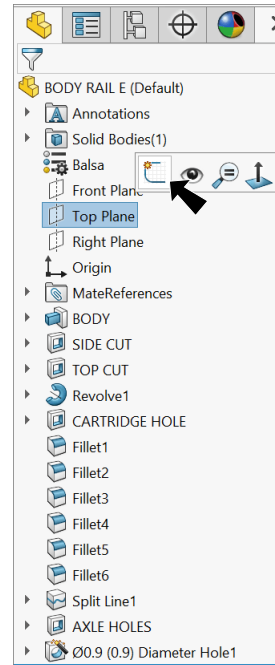 BODY RAIL E (Default)
Annotations
Solid Bodies(1)
Balsa
Front Plane
Top Plane
Right Plane
Origin
MateReferences
BODY
SIDE CUT
TOP CUT
Revolve1
CARTRIDGE HOLE
Fillet1
Fillet2
Fillet3
Fillet4
Fillet5
Fillet6
Split Line1
AXLE HOLES
Ø0.9 (0.9) Diameter Hole1